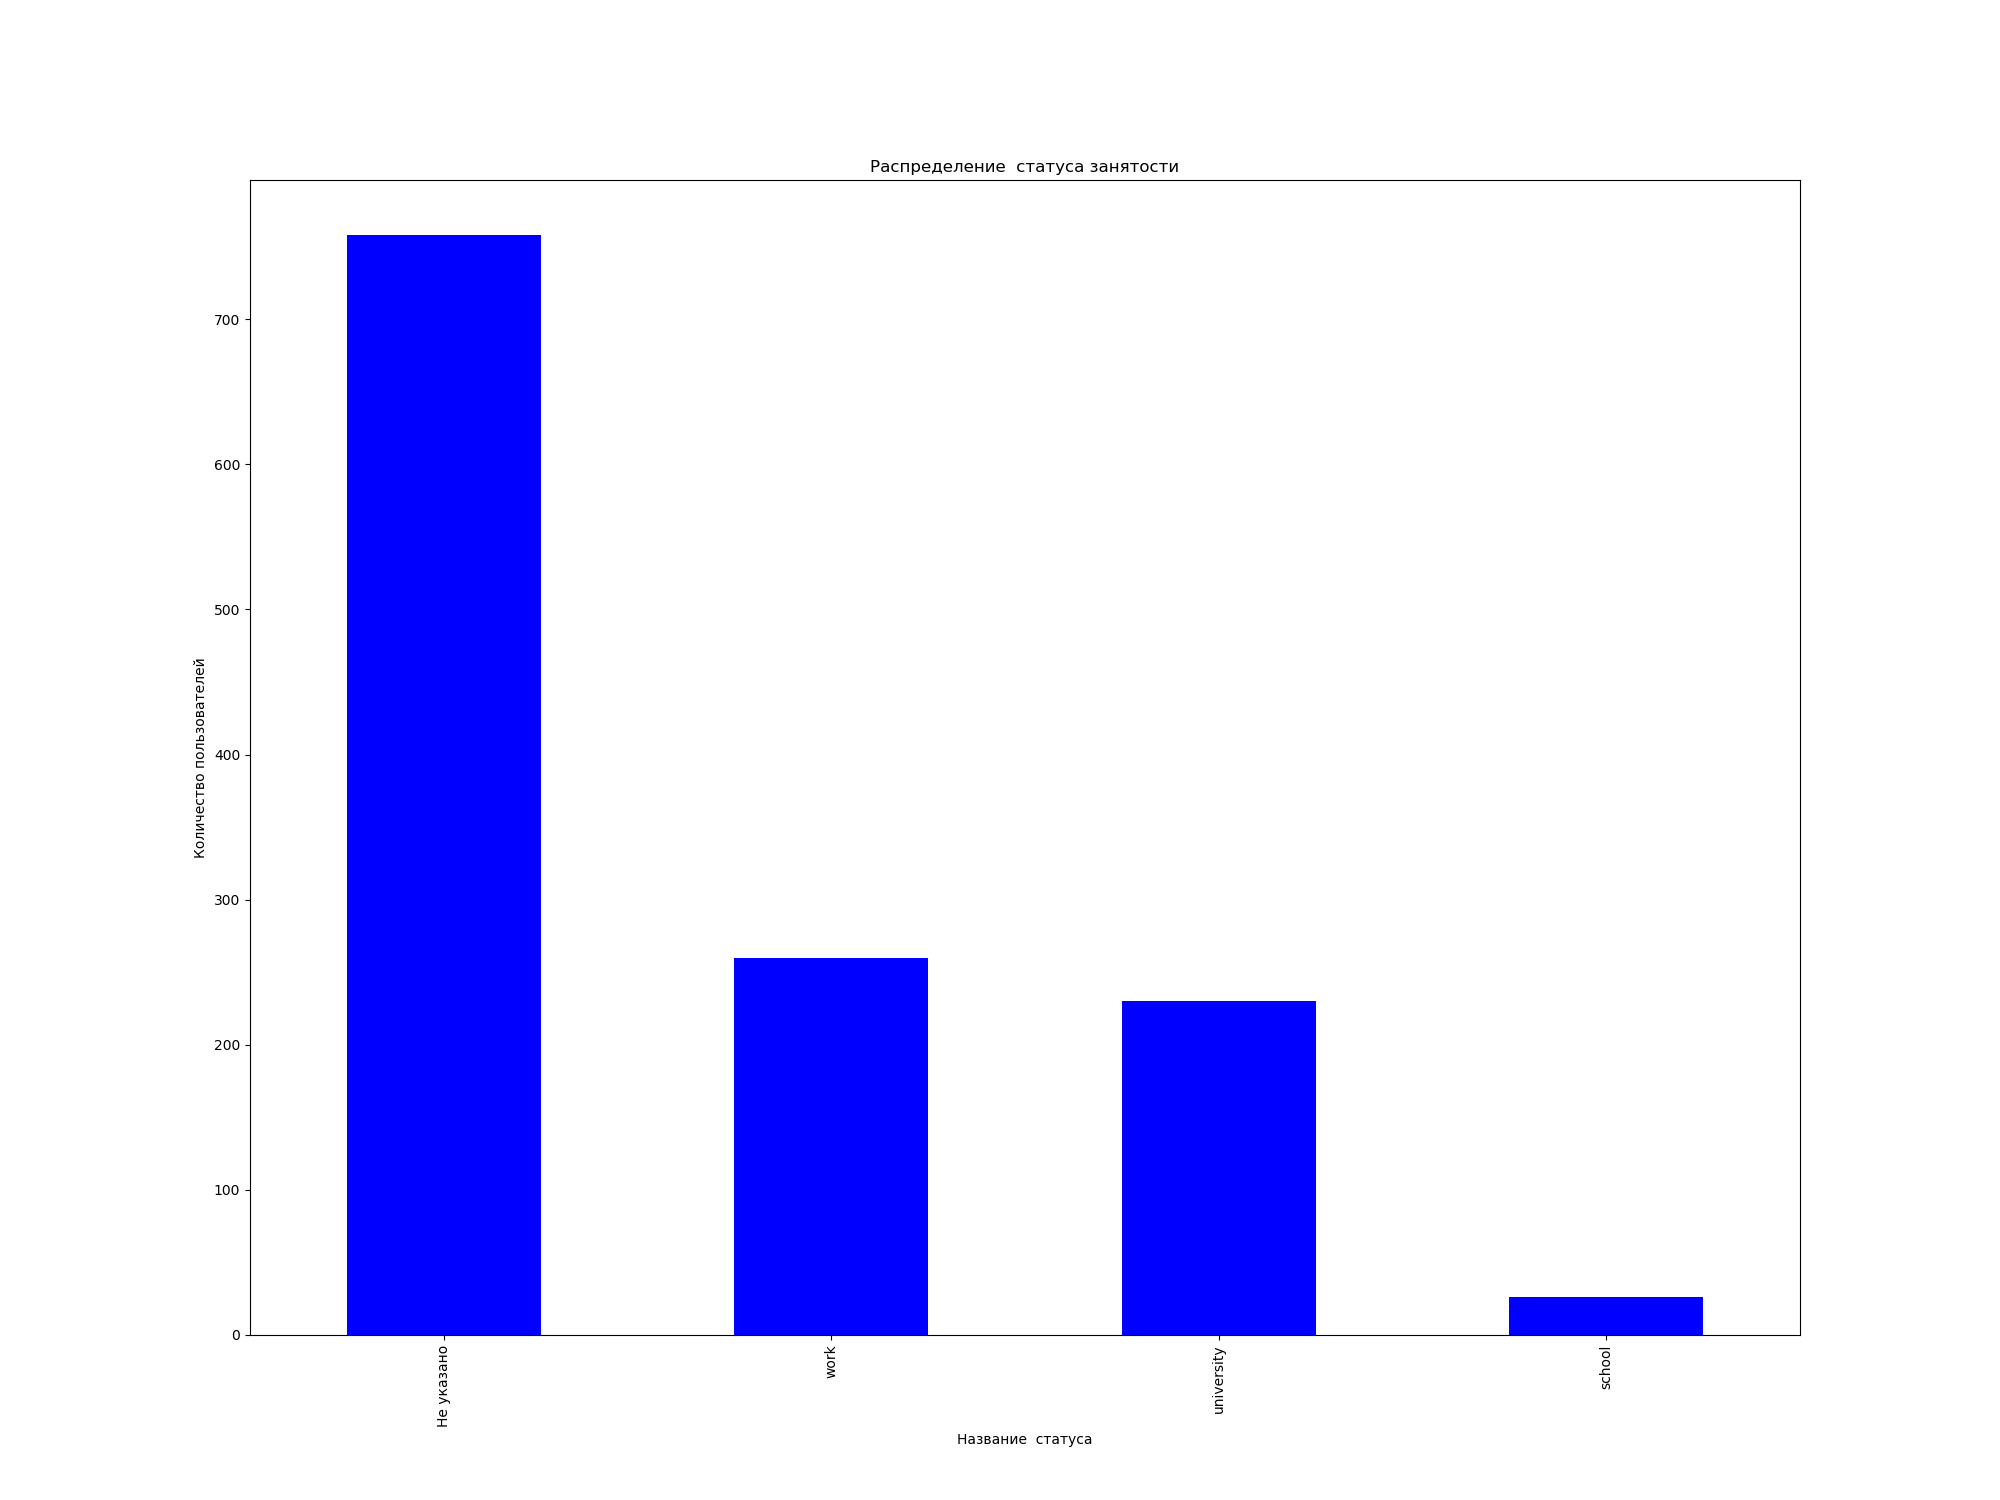 Распределение  статуса занятости
Количество пользователей
700
600
500
400
300
200
100
0
Не указано
work
university
school
Название  статуса